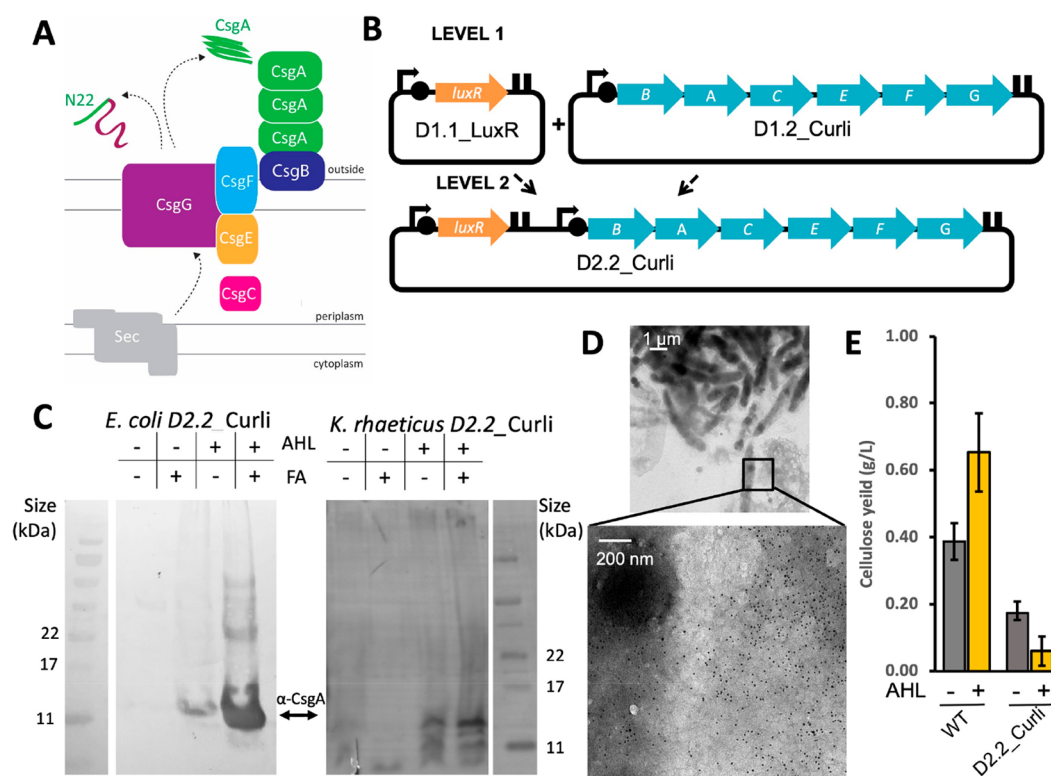 A
CsgA
CsgA
CsgA
CsgA
N22
CsgG
CsgF
CsgB
outside
CsgE
CsgC
Sec
periplasm
cytoplasm
B
LEVEL 1
luxR
D1.1_LuxR
+
B A C E F G
D1.2_Curli
LEVEL 2
luxR
B A C E F G
D2.2_Curli
C
E. coli D2.2_Curli
K. rhaeticus D2.2_Curli
- - + + AHL - - + +
- + - + FA - + - +
Size
(kDa)
22
17
11
α-CsgA
Size
(kDa)
22
17
11
D
1 µm
200 nm
E
Cellulose yeild (g/L)
1.00
0.80
0.60
0.40
0.20
0.00
AHL - + - +
WT
D2.2_Curli